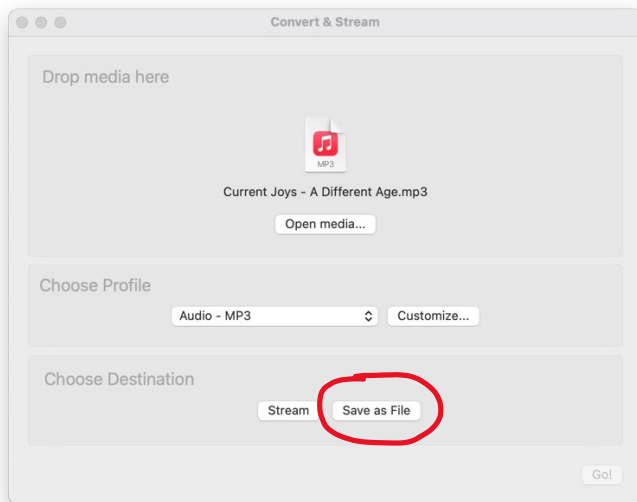 Convert & Stream
Drop media here
MP3
Current Joys - A Different Age.mp3
Open media...
Choose Profile
Audio - MP3 Customize...
Choose Destination
Stream Save as File
Go!